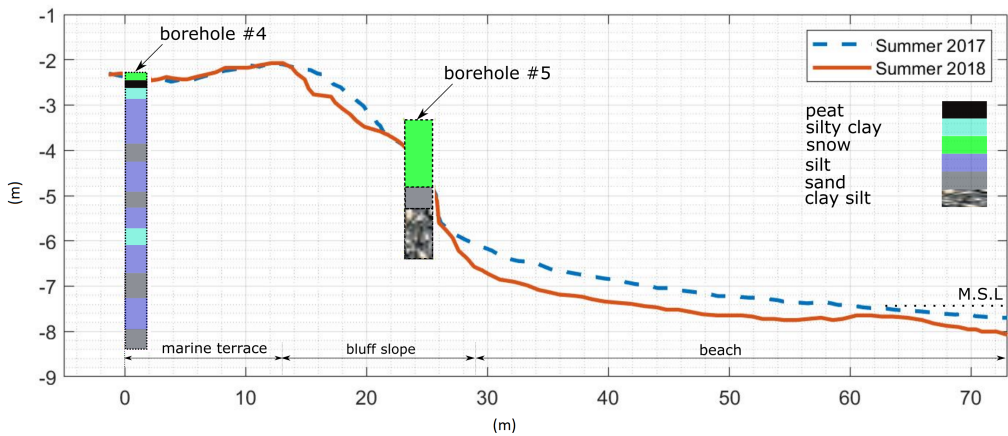 -1
-2
-3
-4
-5
-6
-7
-8
-9
(m)
borehole #4
borehole #5
Summer 2017
Summer 2018
peat
silty clay
snow
silt
sand
clay silt
M.S.L
marine terrace
bluff slope
beach
0 10 20 30 40 50 60 70
(m)